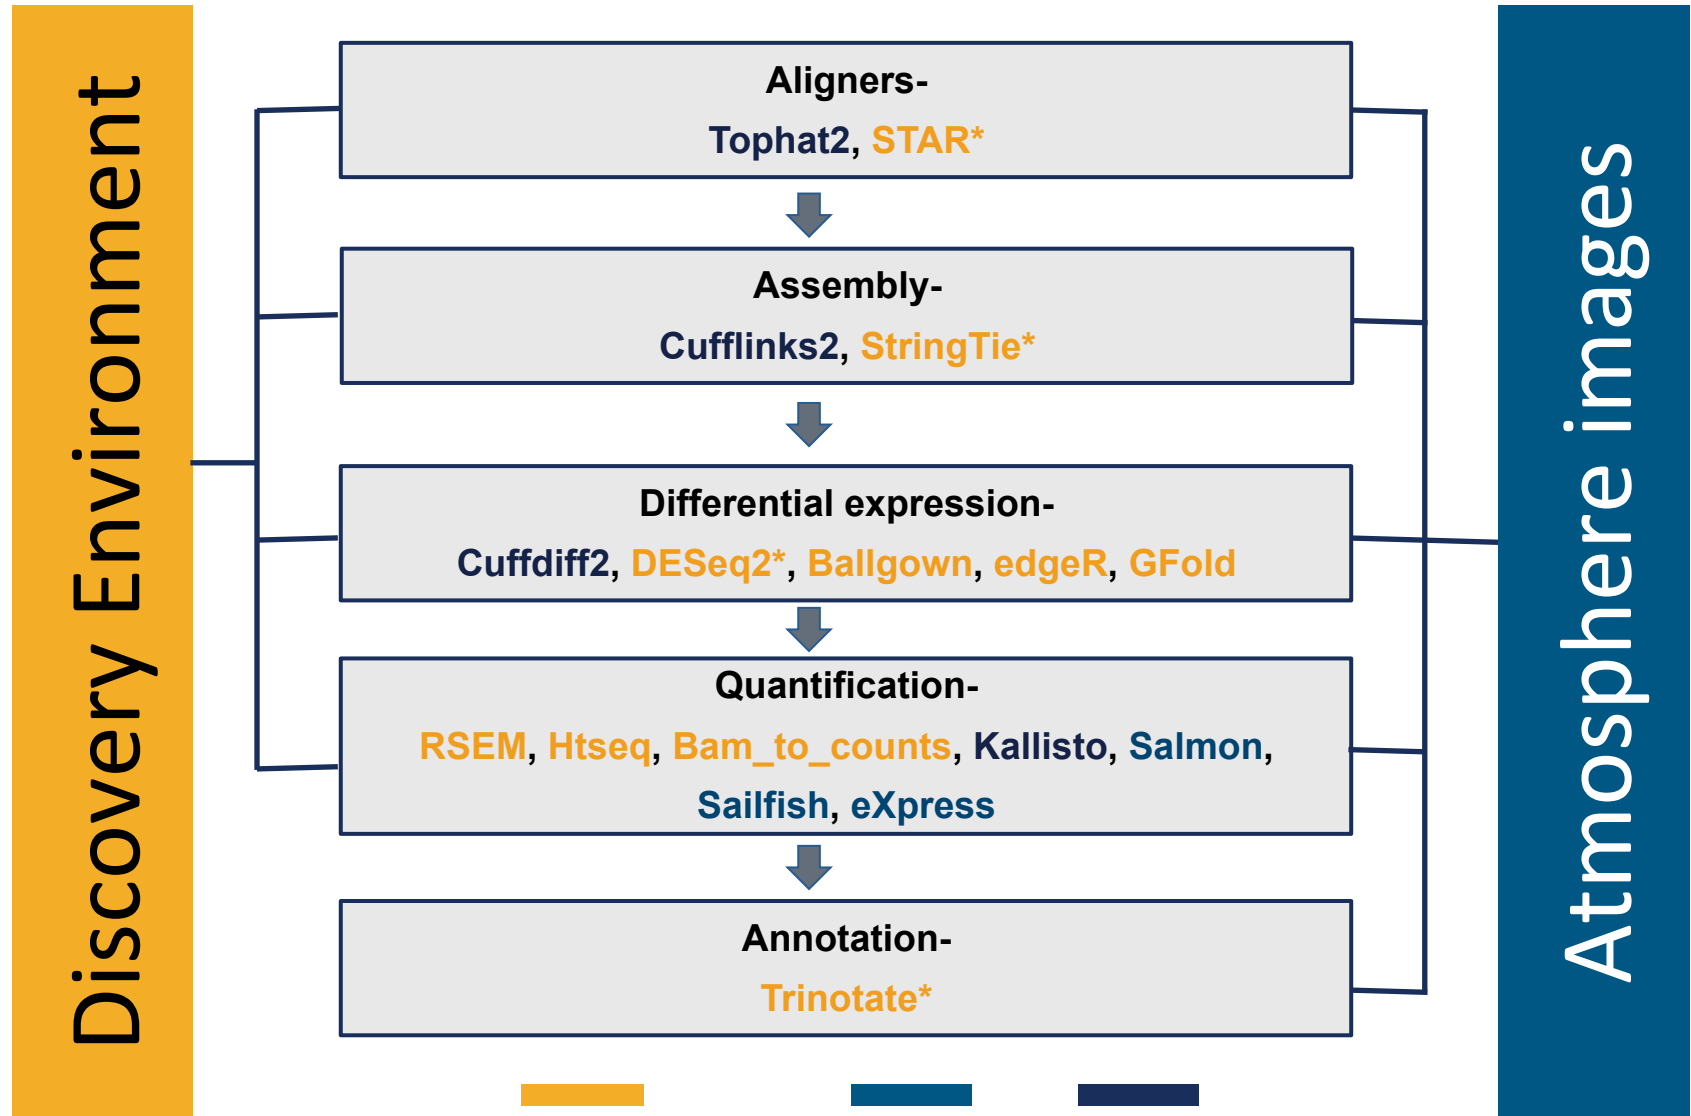 Discovery Environment
Aligners-
Tophat2, STAR*
Assembly-
Cufflinks2, StringTie*
Differential expression-
Cuffdiff2, DESeq2*, Ballgown, edgeR, GFold
Quantification-
RSEM, Htseq, Bam_to_counts, Kallisto, Salmon,
Sailfish, eXpress
Annotation-
Trinotate*
Atmosphere images